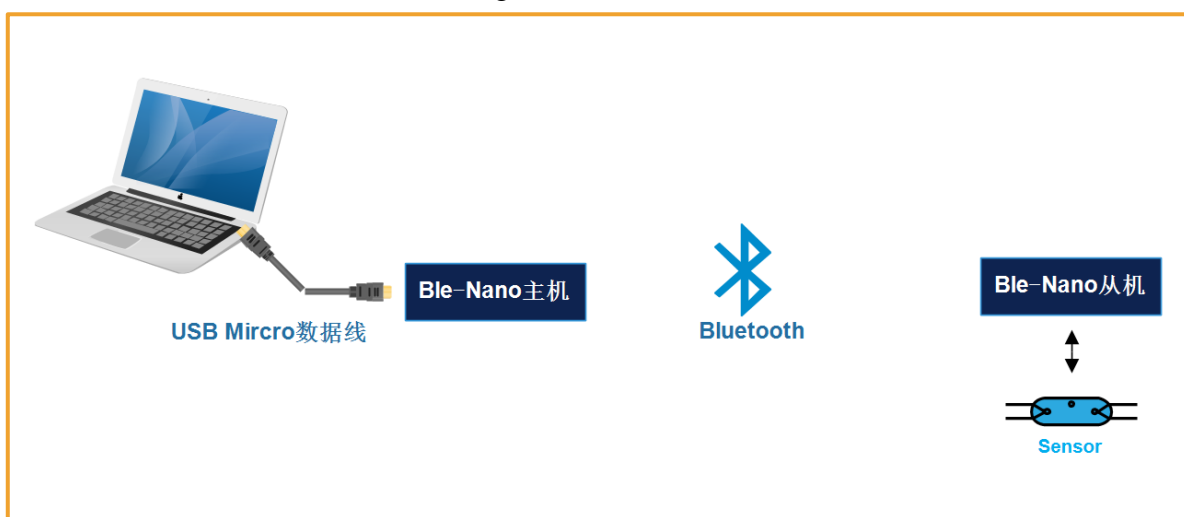 Ble-Nano主机
Ble-Nano从机
USB Mircro数据线
Bluetooth
Sensor